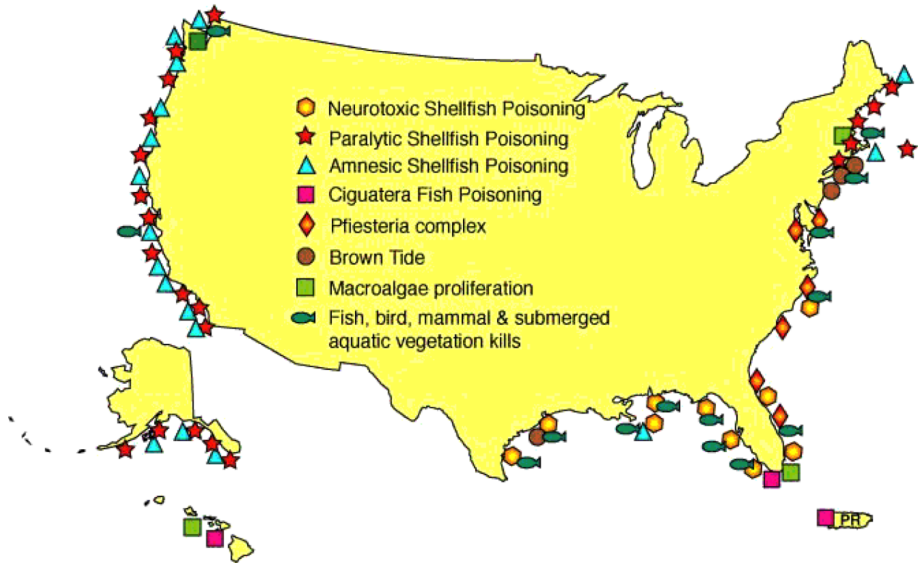 Neurotoxic Shellfish Poisoning
Paralytic Shellfish Poisoning
Amnesic Shellfish Poisoning
Ciguatera Fish Poisoning
Pfiesteria complex
Brown Tide
Macroalgae proliferation
Fish, bird, mammal & submerged
aquatic vegetation kills
PR